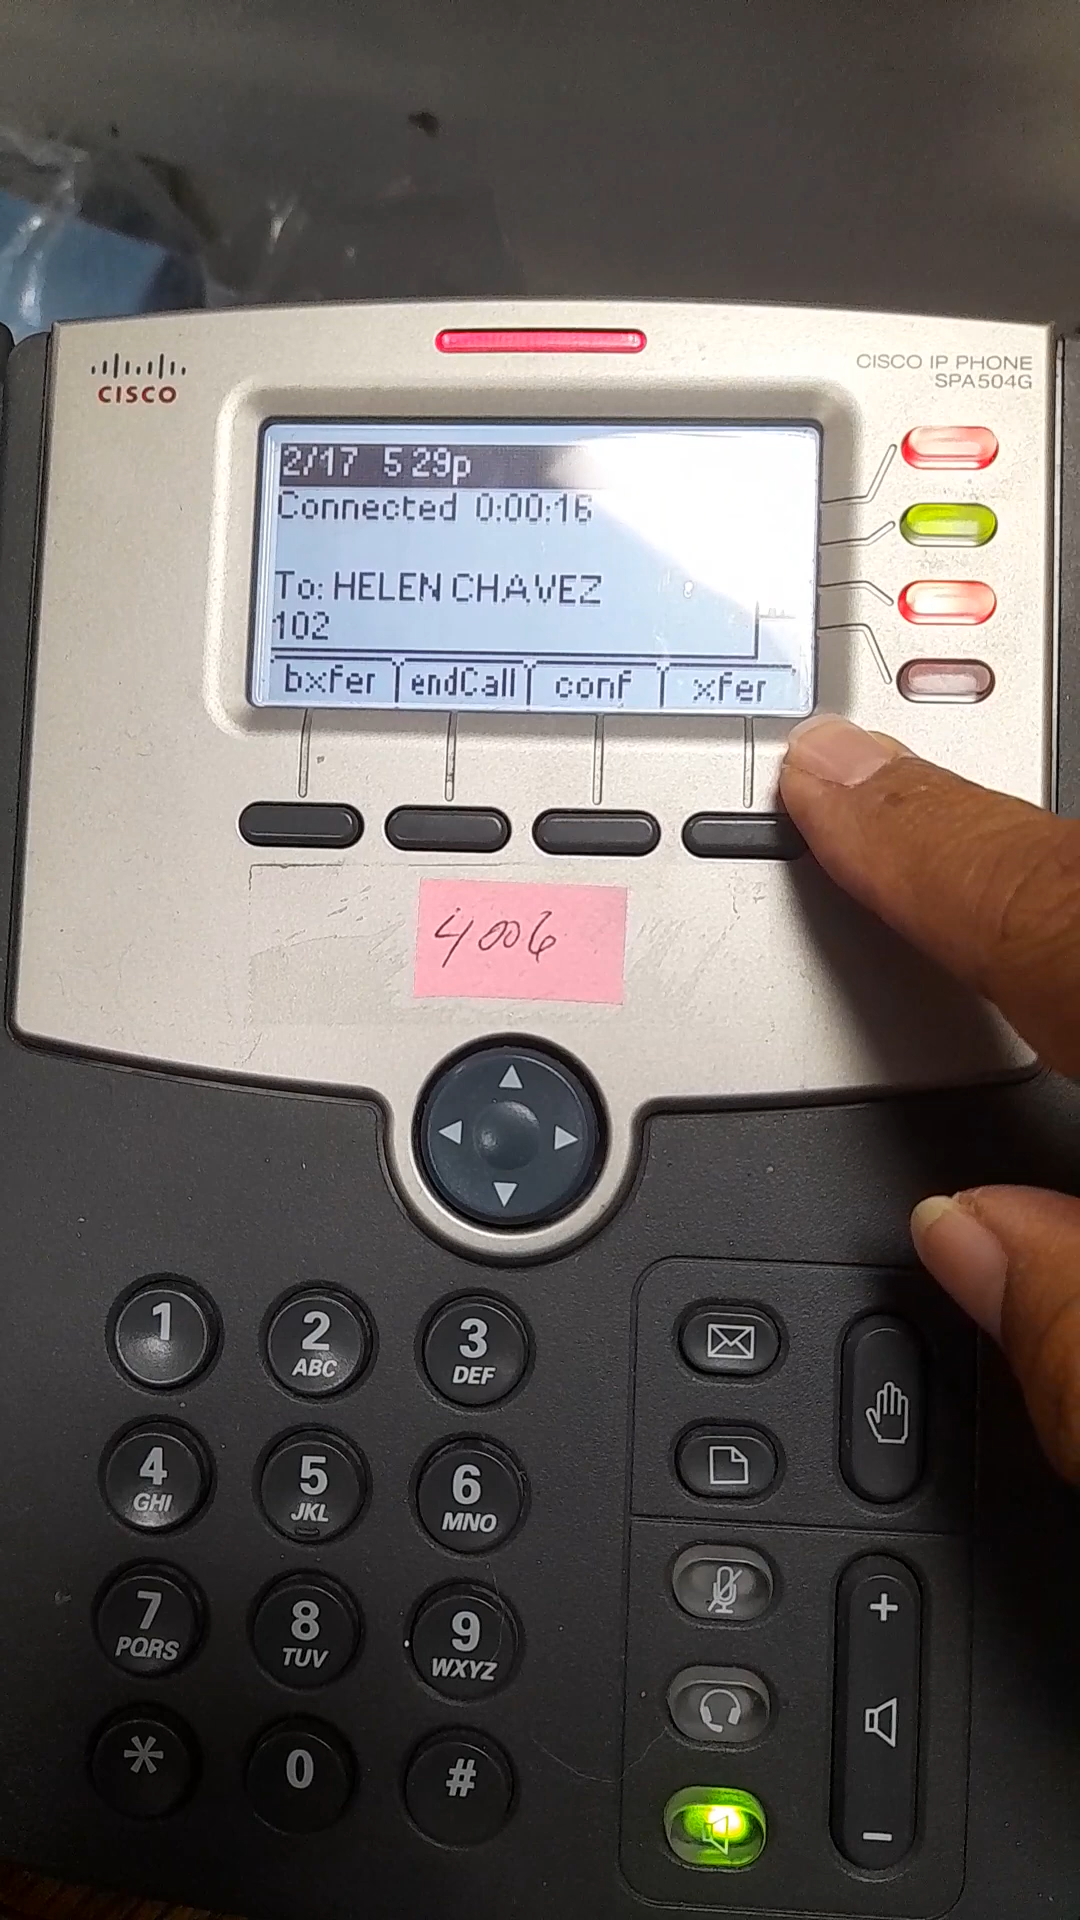 CISCO
CISCO IP PHONE
SPA504G
2/17 5 29p
Connected 0:00:16
To: HELEN CHAVEZ
102
bxfer endCall conf xfer
4006
1
2
ABC
3
DEF
4
GHI
5
JKL
6
MNO
7
PQRS
8
TUV
9
WXYZ
*
0
#
+
-